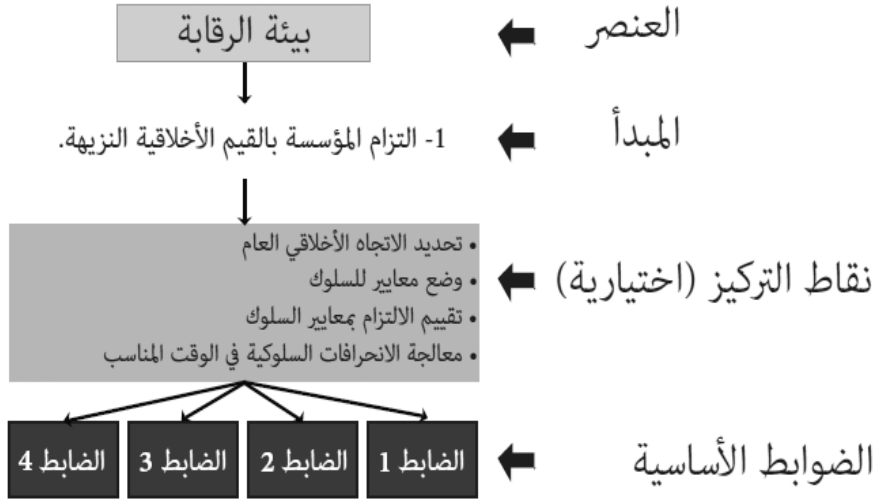 العنصر
بيئة الرقابة
المبدأ
1- التزام المؤسسة بالقيم الأخلاقية النزيهة.
نقاط التركيز (اختيارية)
• تحديد الاتجاه الأخلاقي العام
• وضع معايير للسلوك
• تقييم الالتزام بمعايير السلوك
• معالجة الانحرافات السلوكية في الوقت المناسب
الضوابط الأساسية
الضابط 1
الضابط 2
الضابط 3
الضابط 4